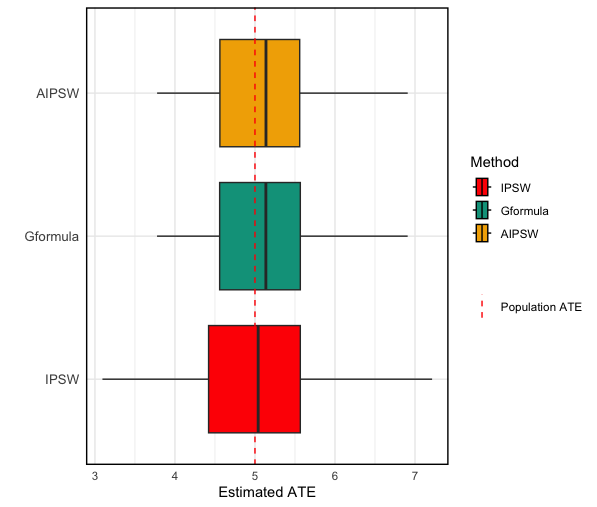 AIPSW
Gformula
IPSW
3 4 5 6 7
Estimated ATE
Method
IPSW
Gformula
AIPSW
Population ATE